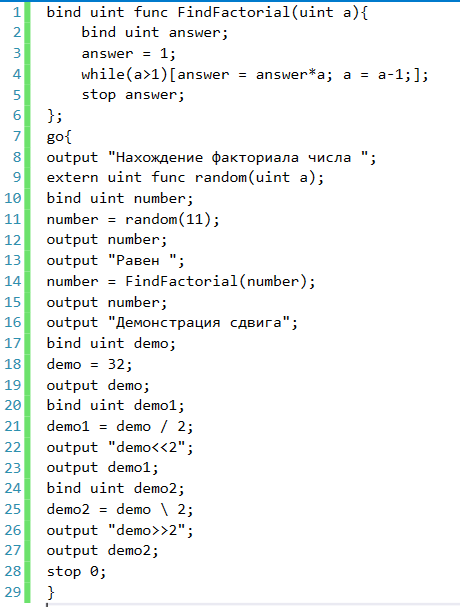 1 bind uint func FindFactorial(uint a){
2 bind uint answer;
3 answer = 1;
4 while(a>1)[answer = answer*a; a = a-1;];
5 stop answer;
6 };
7 go{
8 output "Нахождение факториала числа ";
9 extern uint func random(uint a);
10 bind uint number;
11 number = random(11);
12 output number;
13 output "Равен ";
14 number = FindFactorial(number);
15 output number;
16 output "Демонстрация сдвига";
17 bind uint demo;
18 demo = 32;
19 output demo;
20 bind uint demo1;
21 demo1 = demo / 2;
22 output "demo<<2";
23 output demo1;
24 bind uint demo2;
25 demo2 = demo \ 2;
26 output "demo>>2";
27 output demo2;
28 stop 0;
29 }